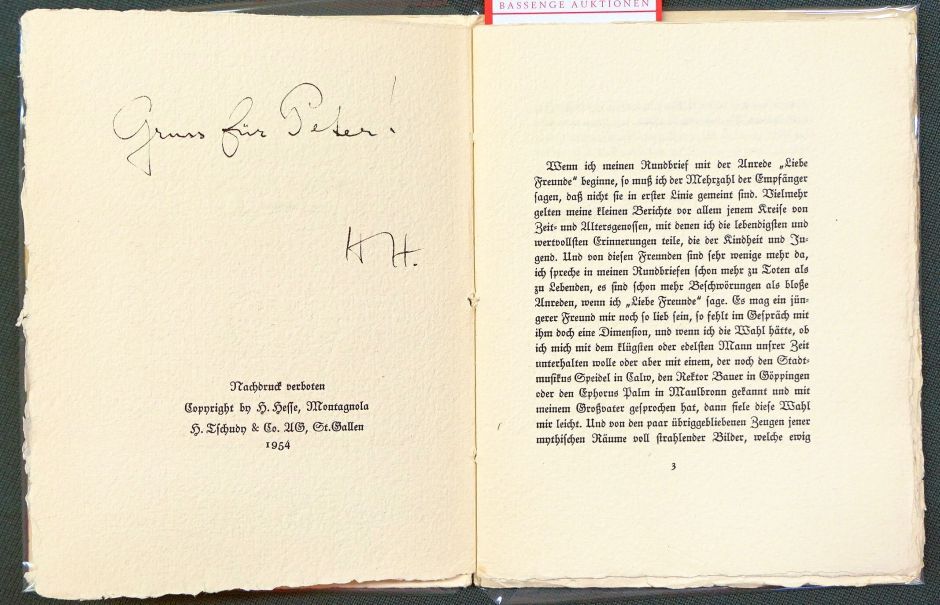 BASSENGE AUKTIONEN
Gruss für Peter!
H H.
Nachdruck verboten
Copyright by H. Hesse, Montagnola
H. Tschudy & Co. AG, St. Gallen
1954
Wenn ich meinen Rundbrief mit der Anrede „Liebe
Freunde“ beginne, so muß ich der Mehrzahl der Empfänger
sagen, daß nicht sie in erster Linie gemeint sind. Vielmehr
gelten meine kleinen Berichte vor allem jenem Kreise von
Zeit- und Altersgenossen, mit denen ich die lebendigsten und
wertvollsten Erinnerungen teile, die der Kindheit und Ju-
gend. Und von diesen Freunden sind sehr wenige mehr da,
ich spreche in meinen Rundbriefen schon mehr zu Toten als
zu Lebenden, es sind schon mehr Beschwörungen als bloße
Anreden, wenn ich „Liebe Freunde“ sage. Es mag ein jün-
gerer Freund mir noch so lieb sein, so fehlt im Gespräch mit
ihm doch eine Dimension, und wenn ich die Wahl hätte, ob
ich mich mit dem klügsten oder edelsten Mann unsrer Zeit
unterhalten wolle oder aber mit einem, der noch den Stadt-
musikus Speidel in Calw, den Rektor Bauer in Göppingen
oder den Ephorus Palm in Maulbronn gekannt und mit
meinem Großvater gesprochen hat, dann fiele diese Wahl
mir leicht. Und von den paar übriggebliebenen Zeugen jener
mythischen Räume voll strahlender Bilder, welche ewig
3